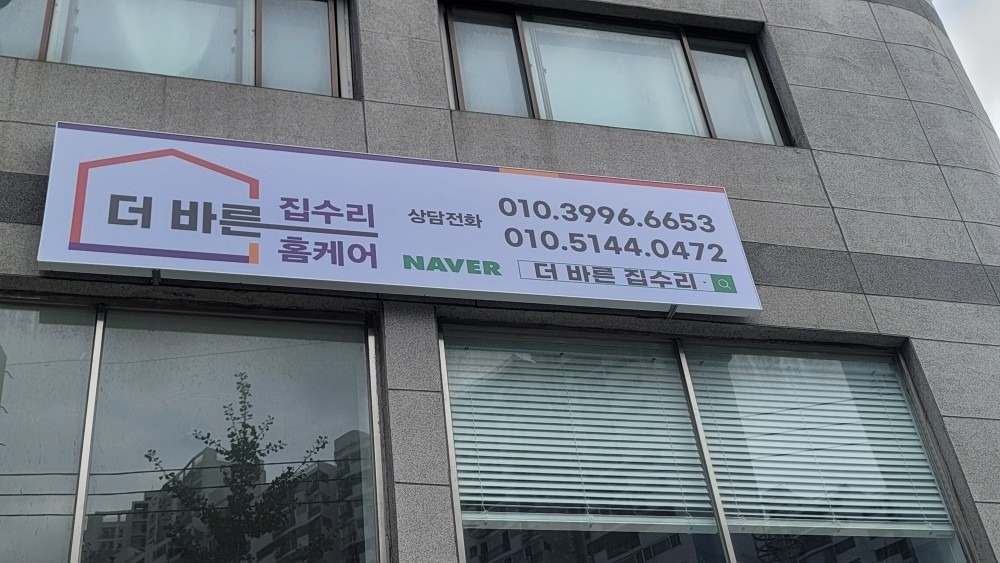 더 바른 집수리
홈케어
상담전화 010.3996.6653
010.5144.0472
NAVER 더 바른 집수리